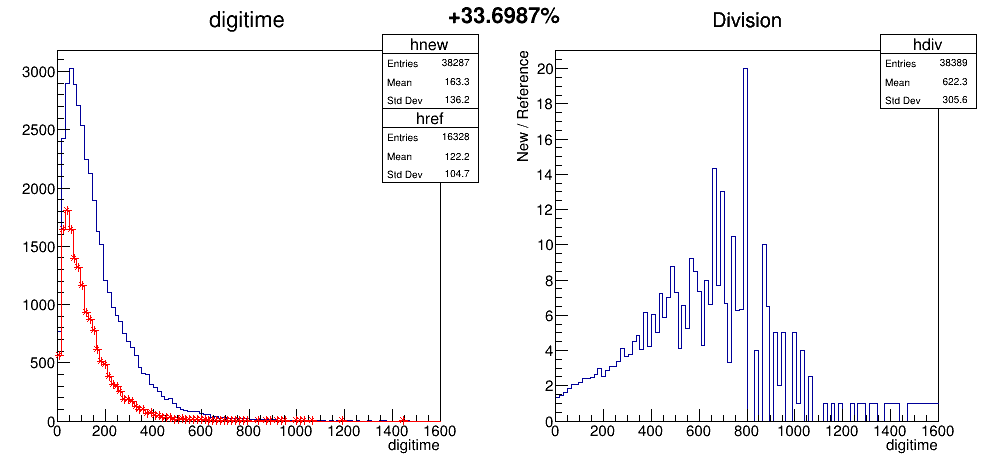 digitime
+33.6987%
Division
hnew
Entries 38287
Mean 163.3
Std Dev 136.2
href
Entries 16328
Mean 122.2
Std Dev 104.7
3000
2500
2000
1500
1000
500
0
0 200 400 600 800 1000 1200 1400 1600
digitime
hdiv
Entries 38389
Mean 622.3
Std Dev 305.6
New / Reference
20
18
16
14
12
10
8
6
4
2
0
0 200 400 600 800 1000 1200 1400 1600
digitime